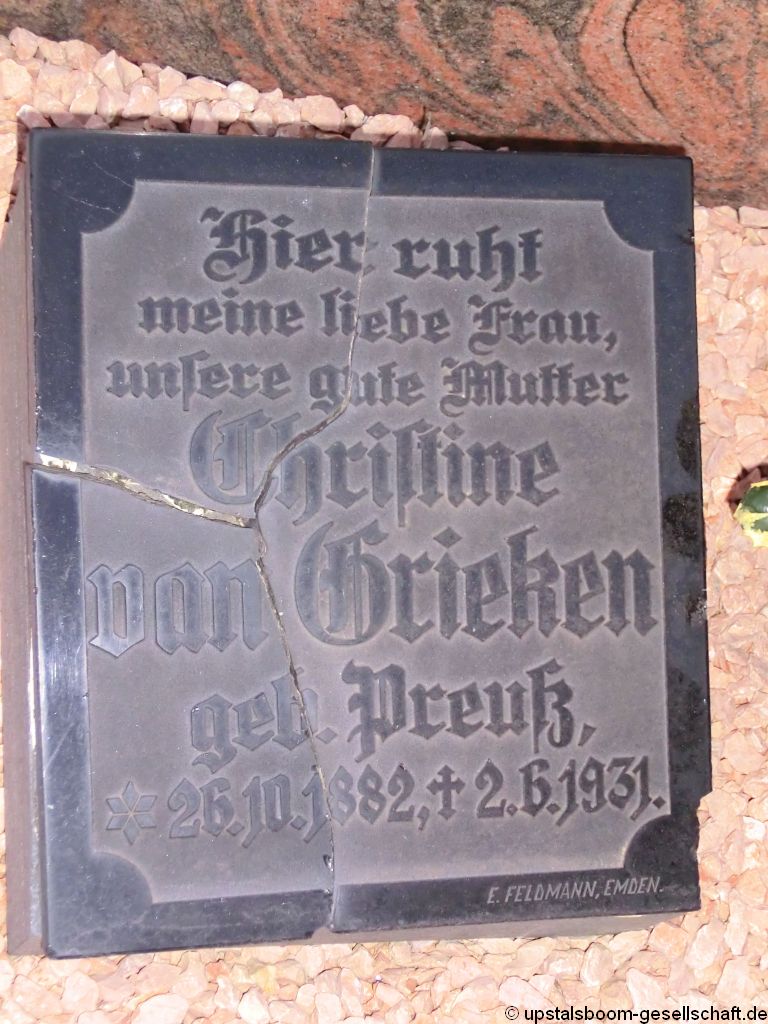 Hier ruht
meine liebe Frau,
unsere gute Mutter
Christine
van Grieken
geb. Preuß,
* 26.10.1882, † 2.6.1931.
E. FELDMANN, EMDEN.
© upstalsboom-gesellschaft.de